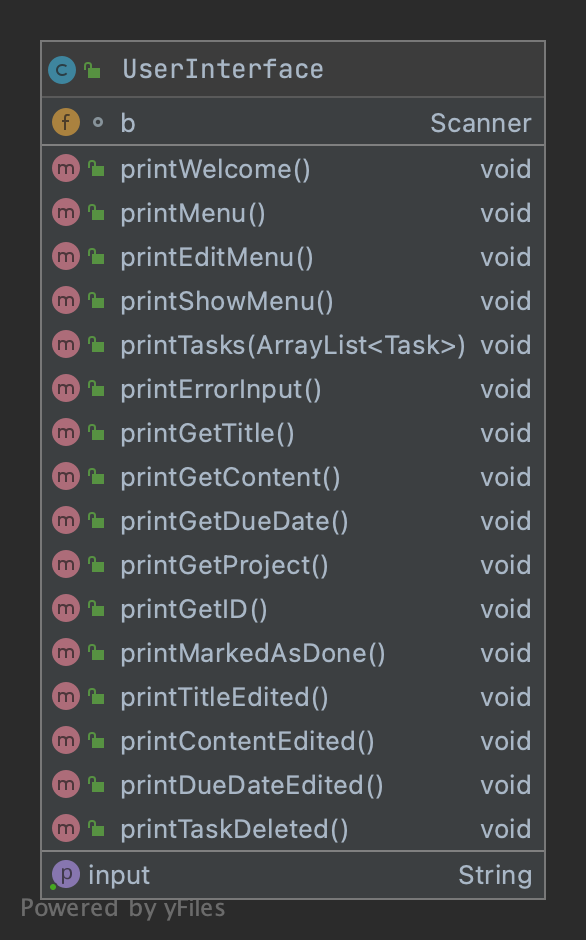 C UserInterface
f b Scanner
m printWelcome() void
m printMenu() void
m printEditMenu() void
m printShowMenu() void
m printTasks(ArrayList<Task>) void
m printErrorInput() void
m printGetTitle() void
m printGetContent() void
m printGetDueDate() void
m printGetProject() void
m printGetID() void
m printMarkedAsDone() void
m printTitleEdited() void
m printContentEdited() void
m printDueDateEdited() void
m printTaskDeleted() void
p input String
Powered by yFiles